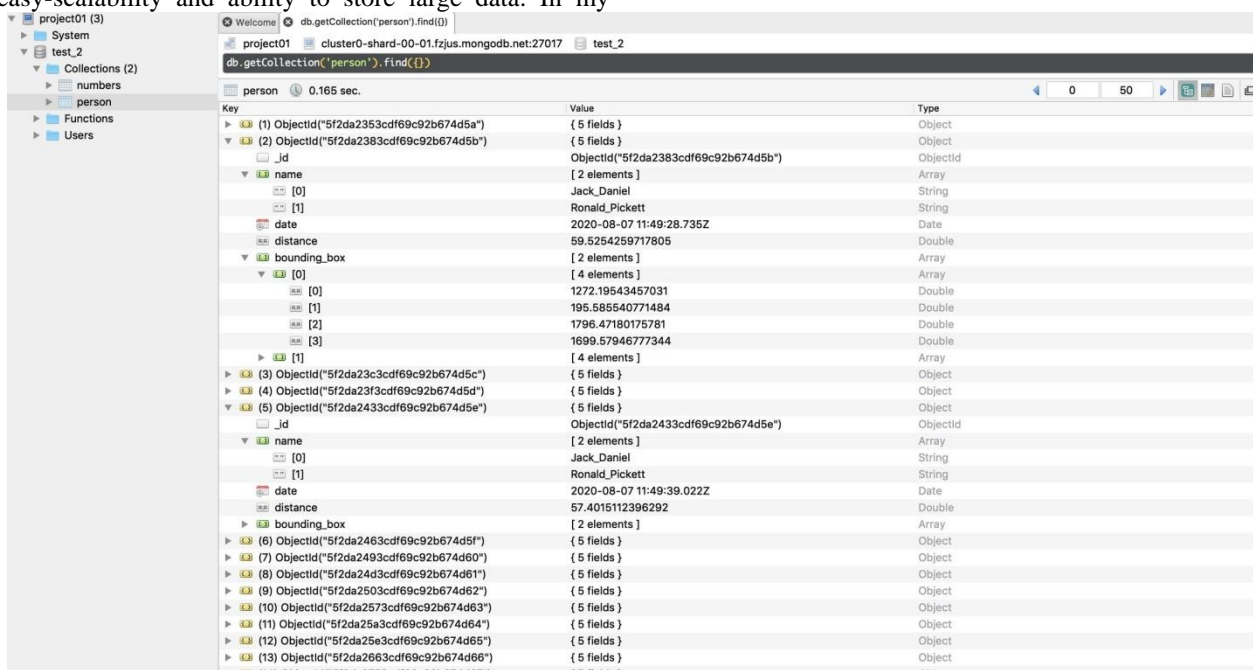 easy-scalability and ability to store large data. In my
project01 (3)
System
test_2
Collections (2)
numbers
person
Functions
Users
Welcome db.getCollection('person').find({})
project01 cluster0-shard-00-01.fzjus.mongodb.net:27017 test_2
db.getCollection('person').find({})
person 0.165 sec. 0 50
Key Value Type
(1) ObjectId("5f2da2353cdf69c92b674d5a") { 5 fields } Object
(2) ObjectId("5f2da2383cdf69c92b674d5b") { 5 fields } Object
_id ObjectId("5f2da2383cdf69c92b674d5b") ObjectId
name [ 2 elements ] Array
[0] Jack_Daniel String
[1] Ronald_Pickett String
date 2020-08-07 11:49:28.735Z Date
distance 59.5254259717805 Double
bounding_box [ 2 elements ] Array
[0] [ 4 elements ] Array
[0] 1272.19543457031 Double
[1] 195.585540771484 Double
[2] 1796.47180175781 Double
[3] 1699.57946777344 Double
[1] [ 4 elements ] Array
(3) ObjectId("5f2da23c3cdf69c92b674d5c") { 5 fields } Object
(4) ObjectId("5f2da23f3cdf69c92b674d5d") { 5 fields } Object
(5) ObjectId("5f2da2433cdf69c92b674d5e") { 5 fields } Object
_id ObjectId("5f2da2433cdf69c92b674d5e") ObjectId
name [ 2 elements ] Array
[0] Jack_Daniel String
[1] Ronald_Pickett String
date 2020-08-07 11:49:39.022Z Date
distance 57.4015112396292 Double
bounding_box [ 2 elements ] Array
(6) ObjectId("5f2da2463cdf69c92b674d5f") { 5 fields } Object
(7) ObjectId("5f2da2493cdf69c92b674d60") { 5 fields } Object
(8) ObjectId("5f2da24d3cdf69c92b674d61") { 5 fields } Object
(9) ObjectId("5f2da2503cdf69c92b674d62") { 5 fields } Object
(10) ObjectId("5f2da2573cdf69c92b674d63") { 5 fields } Object
(11) ObjectId("5f2da25a3cdf69c92b674d64") { 5 fields } Object
(12) ObjectId("5f2da25e3cdf69c92b674d65") { 5 fields } Object
(13) ObjectId("5f2da2663cdf69c92b674d66") { 5 fields } Object